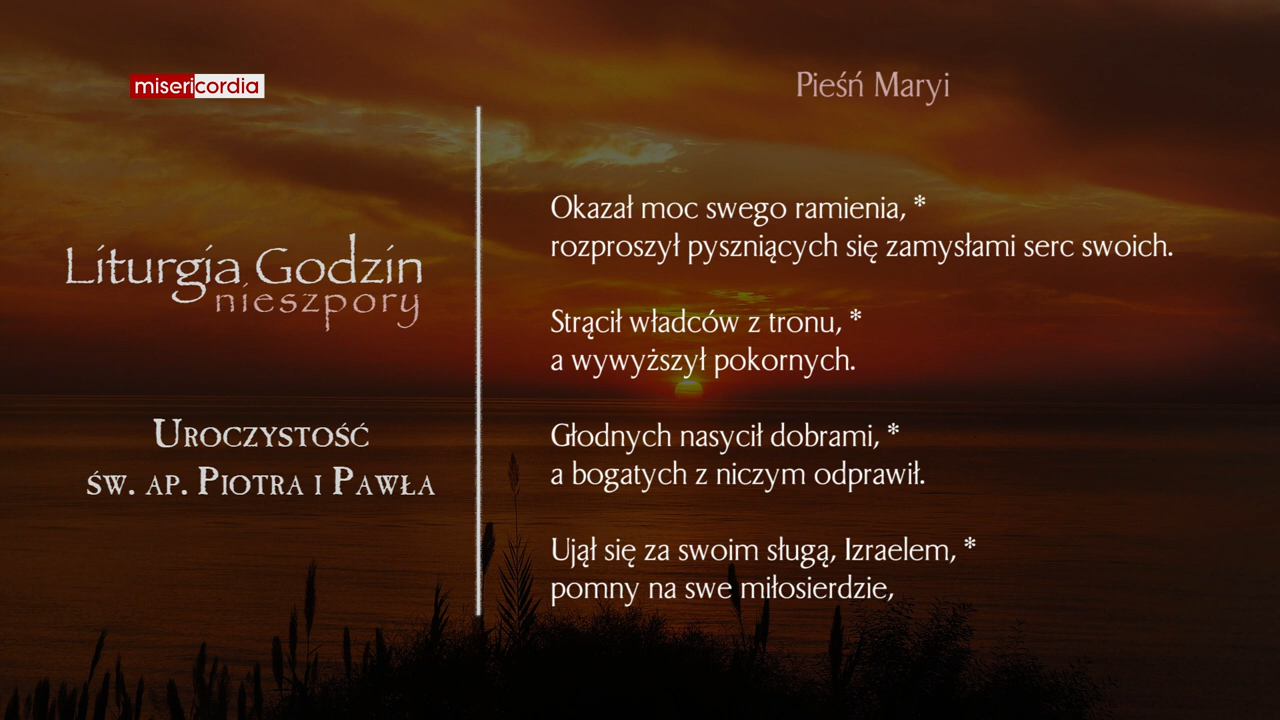 misericordia
Liturgia Godzin
nieszpory
Uroczystość
św. ap. Piotra i Pawła
Pieśń Maryi
Okazał moc swego ramienia, *
rozproszył pyszniących się zamysłami serc swoich.
Strącił władców z tronu, *
a wywyższył pokornych.
Głodnych nasycił dobrami, *
a bogatych z niczym odprawił.
Ujął się za swoim sługą, Izraelem, *
pomny na swe miłosierdzie,